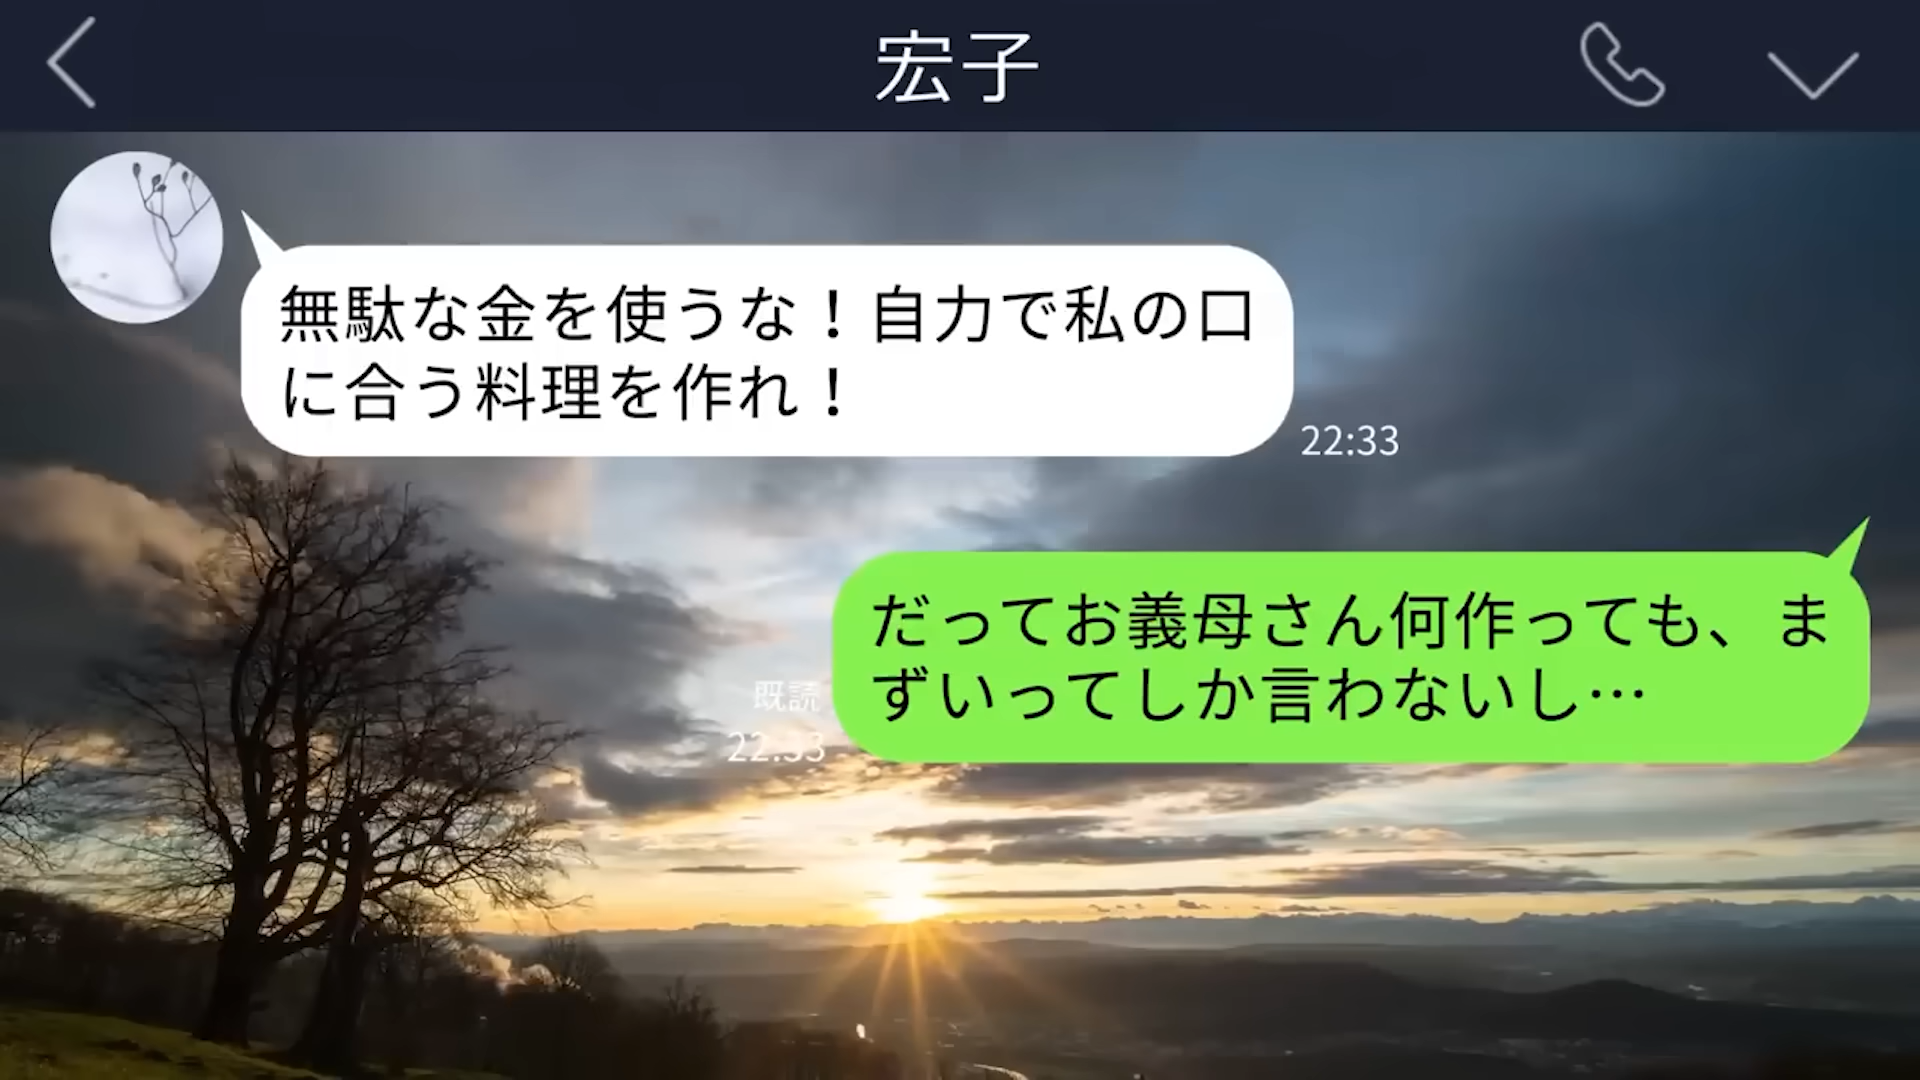 宏子
無駄な金を使うな！自力で私の口
に合う料理を作れ！
22:33
だってお義母さん何作っても、ま
ずいってしか言わないし…
既読
22:33